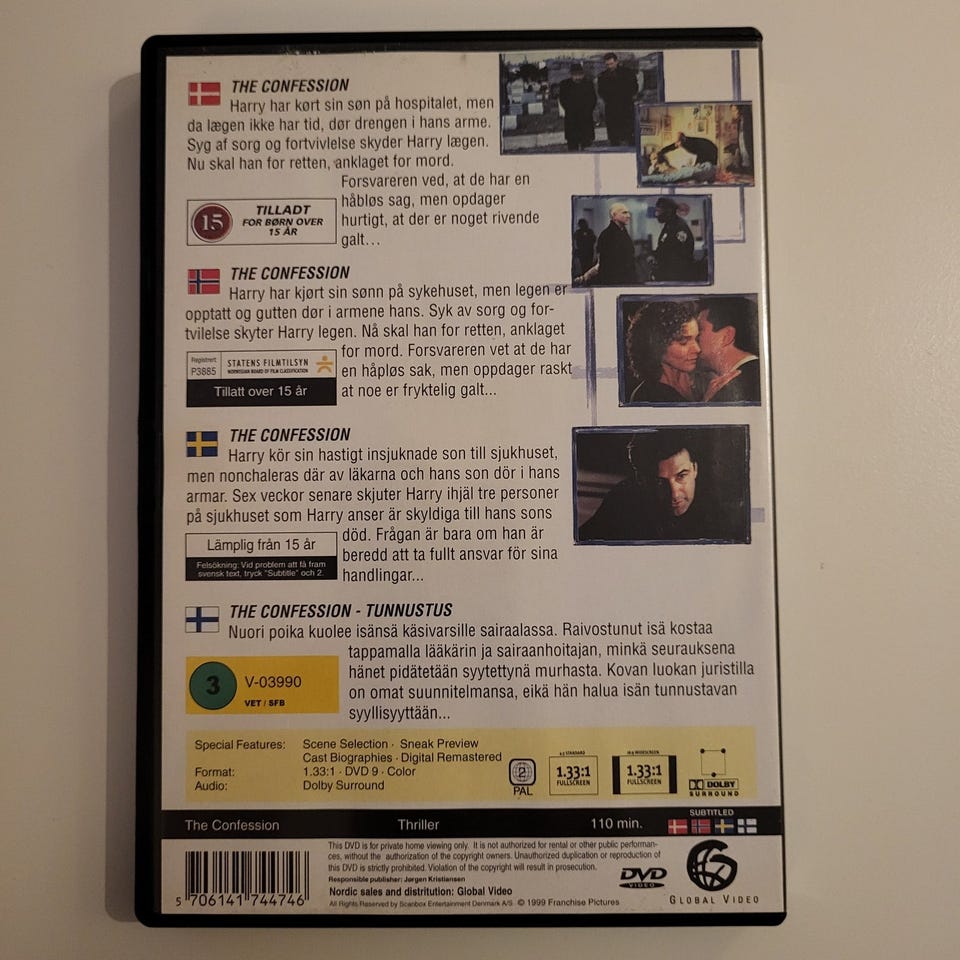 THE CONFESSION
Harry har kørt sin søn på hospitalet, men
da lægen ikke har tid, dør drengen i hans arme.
Syg af sorg og fortvivlelse skyder Harry lægen.
Nu skal han for retten, anklaget for mord.
Forsvareren ved, at de har en
håbløs sag, men opdager
hurtigt, at der er noget rivende
galt...
15
TILLADT
FOR BØRN OVER
15 ÅR
THE CONFESSION
Harry har kjørt sin sønn på sykehuset, men legen er
opptatt og gutten dør i armene hans. Syk av sorg og for-
tvilelse skyter Harry legen. Nå skal han for retten, anklaget
for mord. Forsvareren vet at de har
en håpløs sak, men oppdager raskt
at noe er fryktelig galt...
Registrert
P3885
STATENS FILMTILSYN
NORWEGIAN BOARD OF FILM CLASSIFICATION
Tillatt over 15 år
THE CONFESSION
Harry kör sin hastigt insjuknade son till sjukhuset,
men nonchaleras där av läkarna och hans son dör i hans
armar. Sex veckor senare skjuter Harry ihjäl tre personer
på sjukhuset som Harry anser är skyldiga till hans sons
död. Frågan är bara om han är
beredd att ta fullt ansvar för sina
handlingar...
Lämplig från 15 år
Felsökning: Vid problem att få fram
svensk text, tryck "Subtitle" och 2.
THE CONFESSION - TUNNUSTUS
Nuori poika kuolee isänsä käsivarsille sairaalassa. Raivostunut isä kostaa
tappamalla lääkärin ja sairaanhoitajan, minkä seurauksena
hänet pidätetään syytettynä murhasta. Kovan luokan juristilla
on omat suunnitelmansa, eikä hän halua isän tunnustavan
syyllisyyttään...
3
V-03990
VET / SFB
Special Features: Scene Selection · Sneak Preview
Cast Biographies · Digital Remastered
Format: 1.33:1 · DVD 9 · Color
Audio: Dolby Surround
2
PAL
4:3 STANDARD
1.33:1
FULLSCREEN
16:9 WIDESCREEN
1.33:1
FULLSCREEN
DOLBY
SURROUND
The Confession Thriller 110 min.
SUBTITLED
This DVD is for private home viewing only. It is not authorized for rental or other public performan-
ces, without the authorization of the copyright owners. Unauthorized duplication or reproduction of
this DVD is strictly prohibited. Violation of the copyright will result in prosecution.
Responsible publisher: Jørgen Kristiansen
Nordic sales and distritution: Global Video
All Rights Reserved by Scanbox Entertainment Denmark A/S © 1999 Franchise Pictures
5 706141 744746
DVD
VIDEO
GLOBAL VIDEO